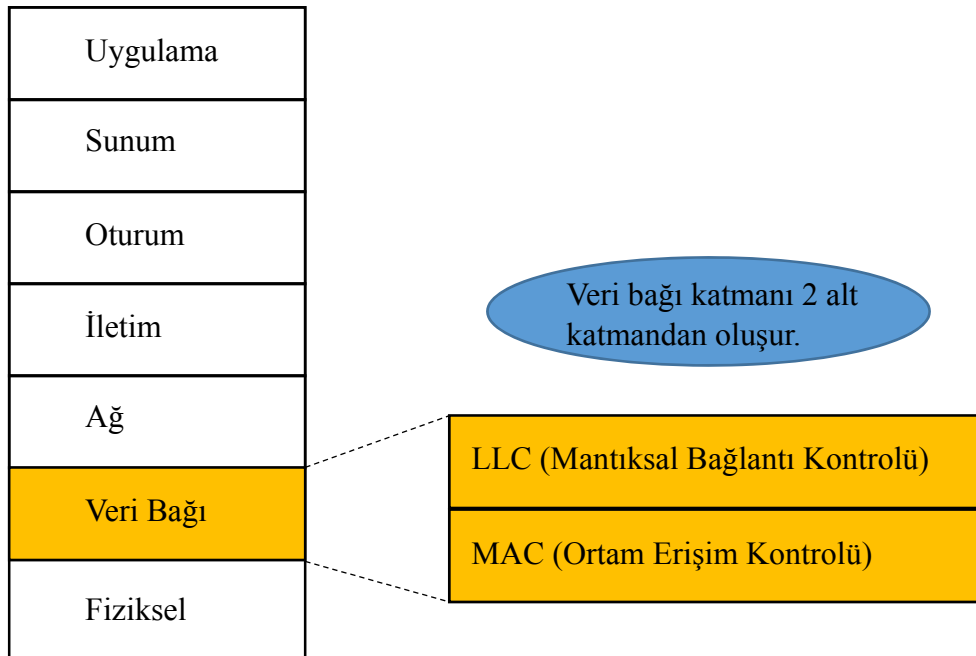 Uygulama
Sunum
Oturum
İletim
Ağ
Veri Bağı
Fiziksel
Veri bağı katmanı 2 alt
katmandan oluşur.
LLC (Mantıksal Bağlantı Kontrolü)
MAC (Ortam Erişim Kontrolü)